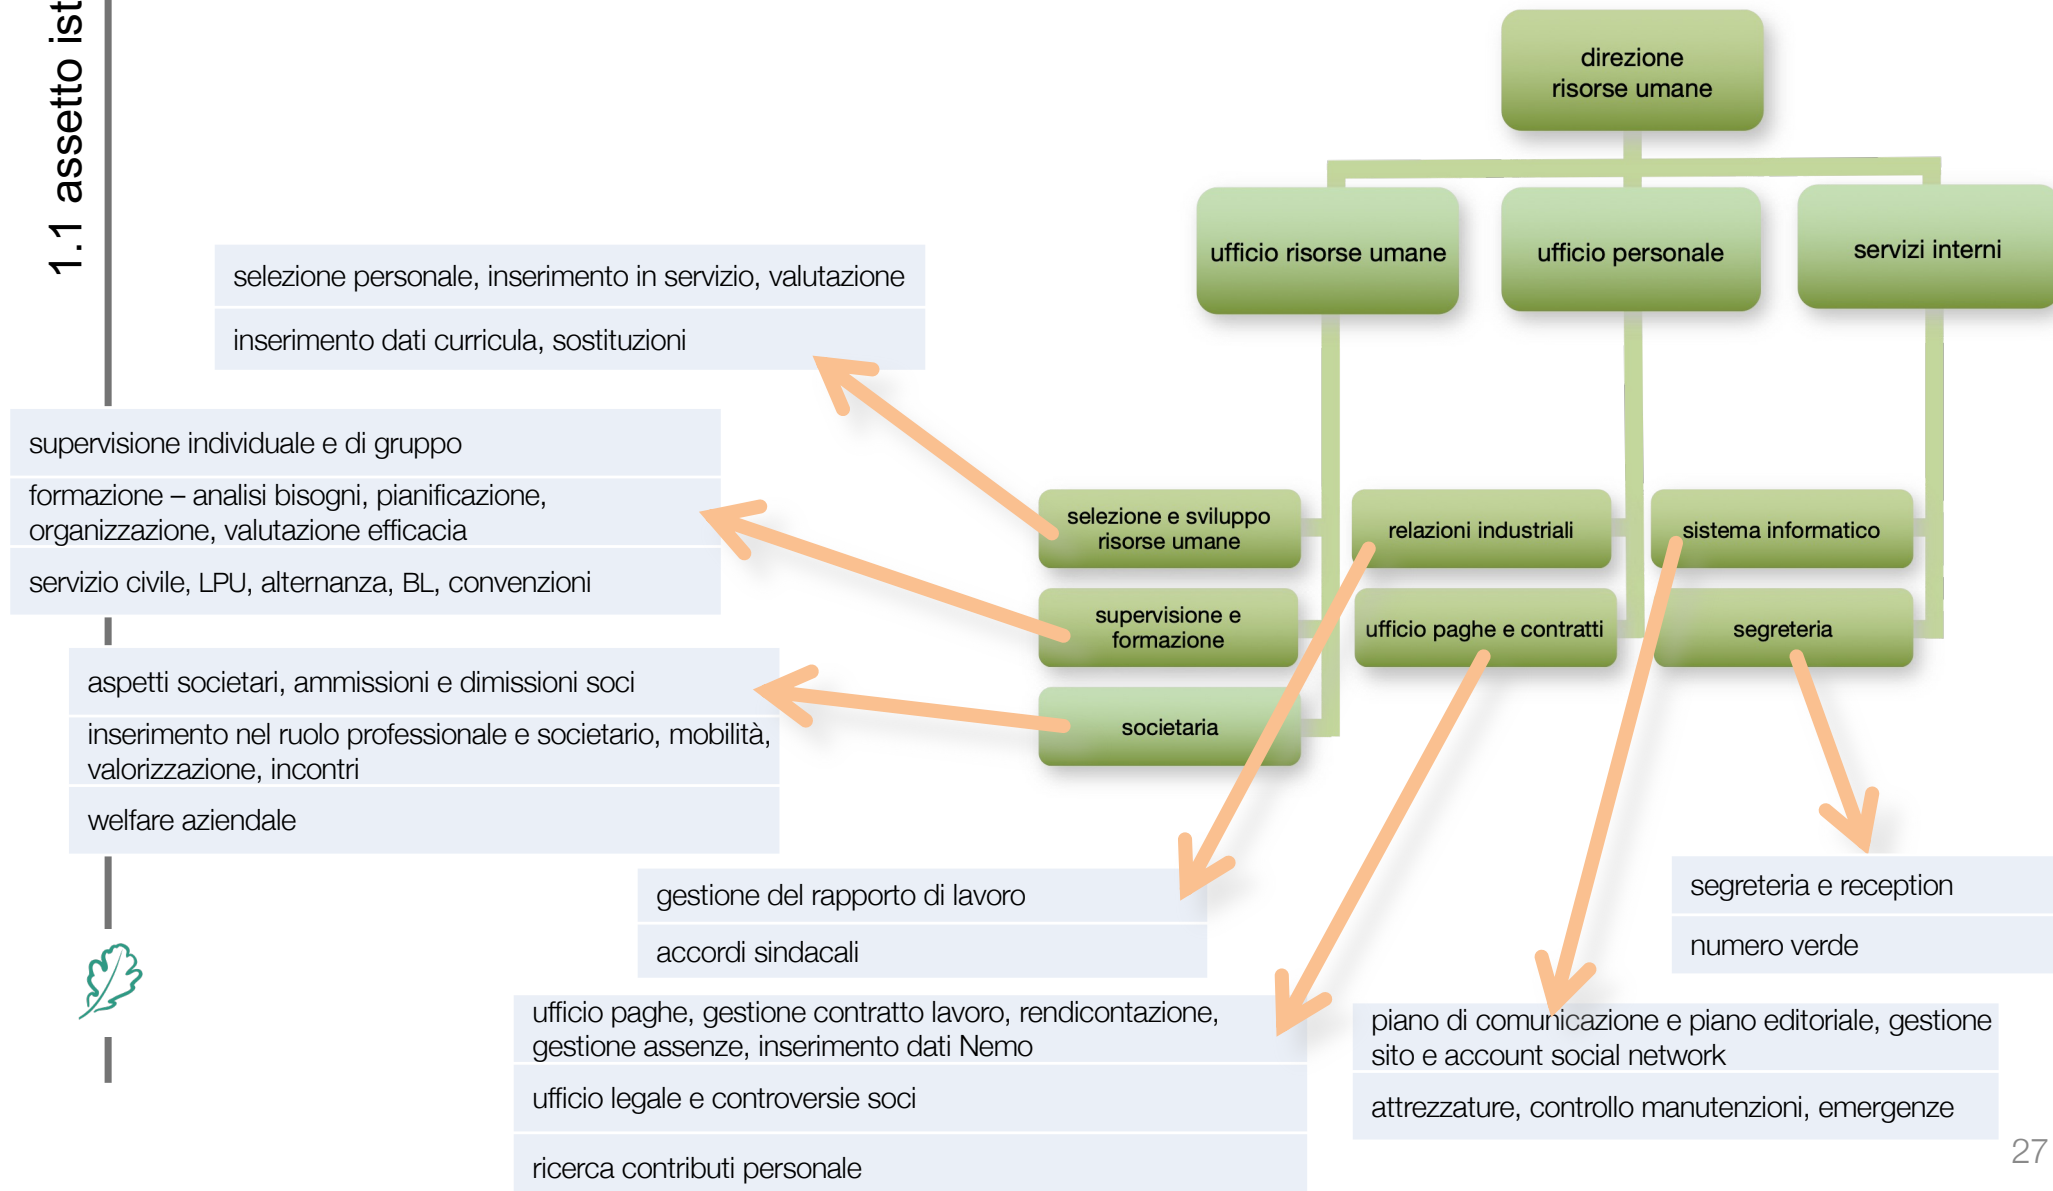 1.1 assetto ist
direzione
risorse umane
ufficio risorse umane
ufficio personale
servizi interni
selezione personale, inserimento in servizio, valutazione
inserimento dati curricula, sostituzioni
supervisione individuale e di gruppo
formazione – analisi bisogni, pianificazione,
organizzazione, valutazione efficacia
servizio civile, LPU, alternanza, BL, convenzioni
selezione e sviluppo
risorse umane
relazioni industriali
sistema informatico
supervisione e
formazione
ufficio paghe e contratti
segreteria
societaria
aspetti societari, ammissioni e dimissioni soci
inserimento nel ruolo professionale e societario, mobilità,
valorizzazione, incontri
welfare aziendale
gestione del rapporto di lavoro
accordi sindacali
segreteria e reception
numero verde
ufficio paghe, gestione contratto lavoro, rendicontazione,
gestione assenze, inserimento dati Nemo
ufficio legale e controversie soci
ricerca contributi personale
piano di comunicazione e piano editoriale, gestione
sito e account social network
attrezzature, controllo manutenzioni, emergenze
27